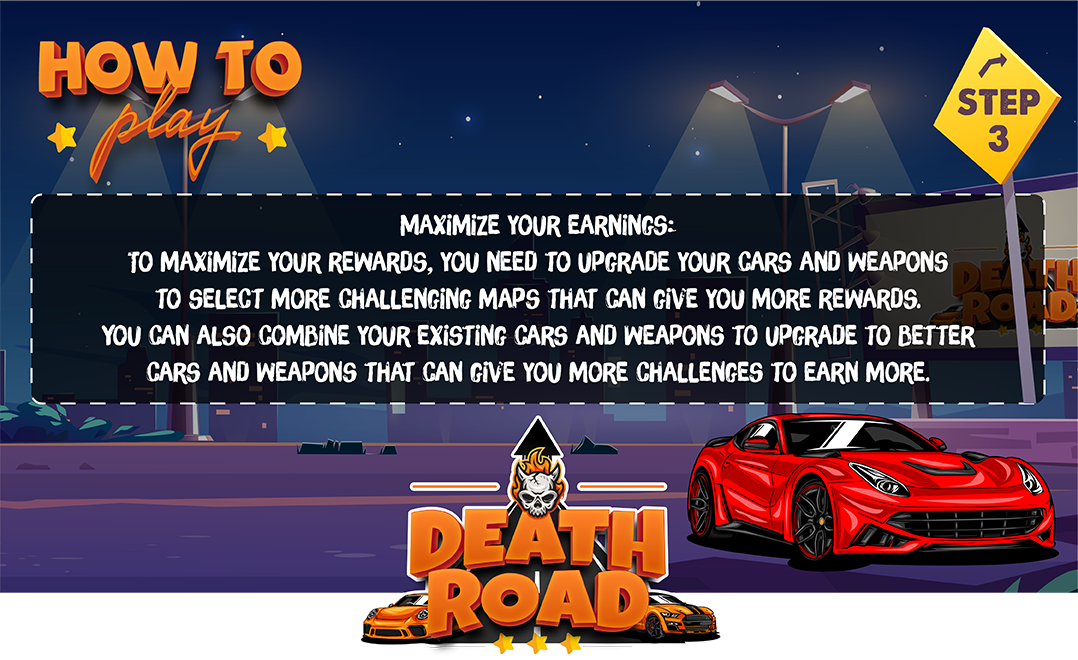 HOW TO
play
STEP
3
MAXIMIZE YOUR EARNINGS:
TO MAXIMIZE YOUR REWARDS, YOU NEED TO UPGRADE YOUR CARS AND WEAPONS
TO SELECT MORE CHALLENGING MAPS THAT CAN GIVE YOU MORE REWARDS.
YOU CAN ALSO COMBINE YOUR EXISTING CARS AND WEAPONS TO UPGRADE TO BETTER
CARS AND WEAPONS THAT CAN GIVE YOU MORE CHALLENGES TO EARN MORE.
DEATH
ROAD
DEATH
ROAD